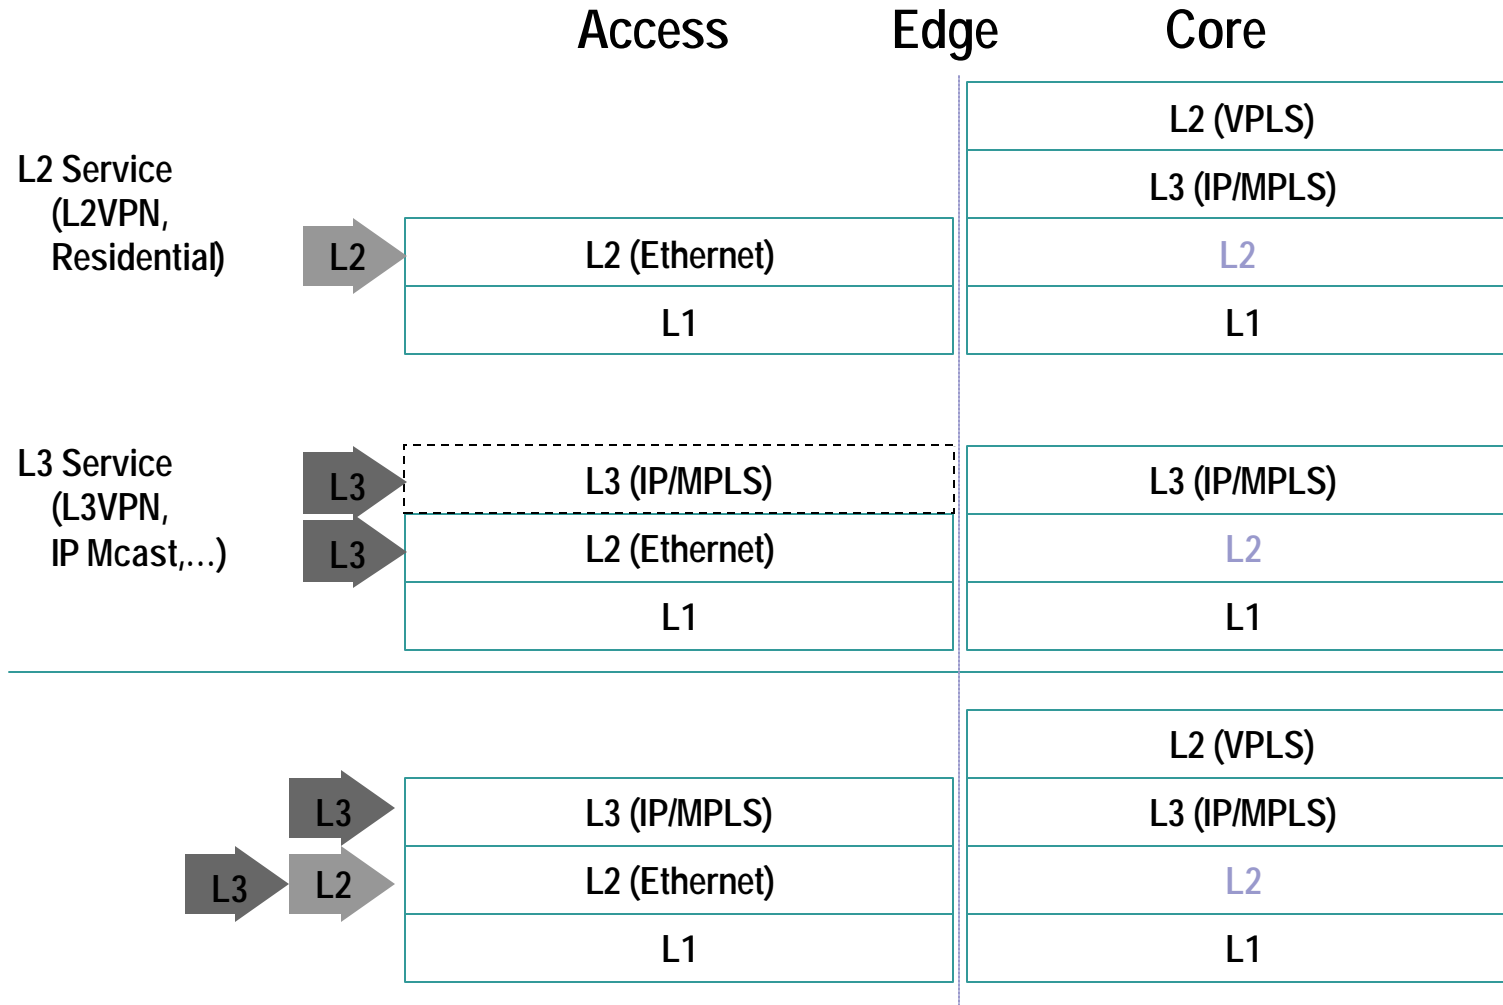 Access Edge Core
L2 (VPLS)
L2 Service
(L2VPN,
Residential)
L3 (IP/MPLS)
L2
L2 (Ethernet)
L2
L1
L1
L3 Service
(L3VPN,
IP Mcast,...)
L3
L3 (IP/MPLS)
L3 (IP/MPLS)
L3
L2 (Ethernet)
L2
L1
L1
L2 (VPLS)
L3
L3 (IP/MPLS)
L3 (IP/MPLS)
L3
L2
L2 (Ethernet)
L2
L1
L1